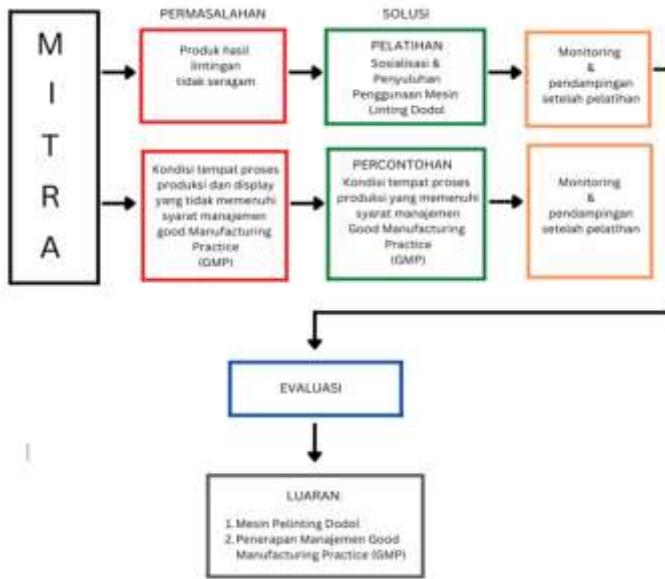 PERMASALAHAN
SOLUSI
M
I
T
R
A
Produk hasil
lintingan
tidak seragam
PELATIHAN
Sosialisasi &
Penyuluhan
Penggunaan Mesin
Linting Dodol
Monitoring
&
pendampingan
setelah pelatihan
Kondisi tempat proses
produksi dan display
yang tidak memenuhi
syarat manajemen
good Manufacturing
Practice
(GMP)
PERCONTOHAN
Kondisi tempat proses
produksi yang memenuhi
syarat manajemen
Good Manufacturing
Practice
(GMP)
Monitoring
&
pendampingan
setelah pelatihan
EVALUASI
LUARAN:
1. Mesin Pelinting Dodol
2. Penerapan Manajemen Good
Manufacturing Practice (GMP)